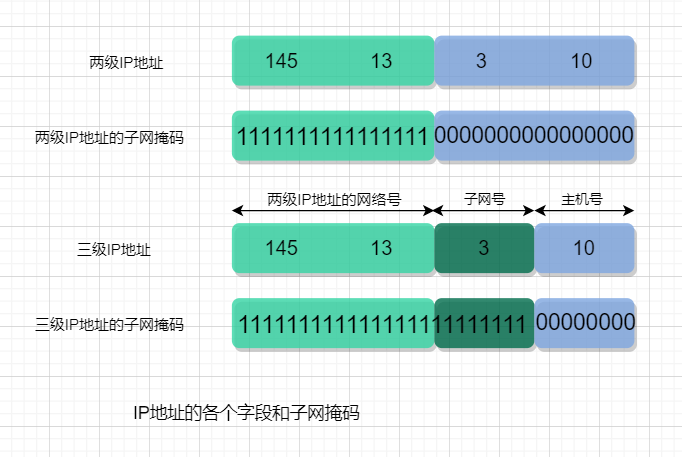 两级IP地址 145 13 3 10
两级IP地址的子网掩码 1111111111111111 0000000000000000
两级IP地址的网络号 子网号 主机号
三级IP地址 145 13 3 10
三级IP地址的子网掩码 1111111111111111 11111111 00000000
IP地址的各个字段和子网掩码